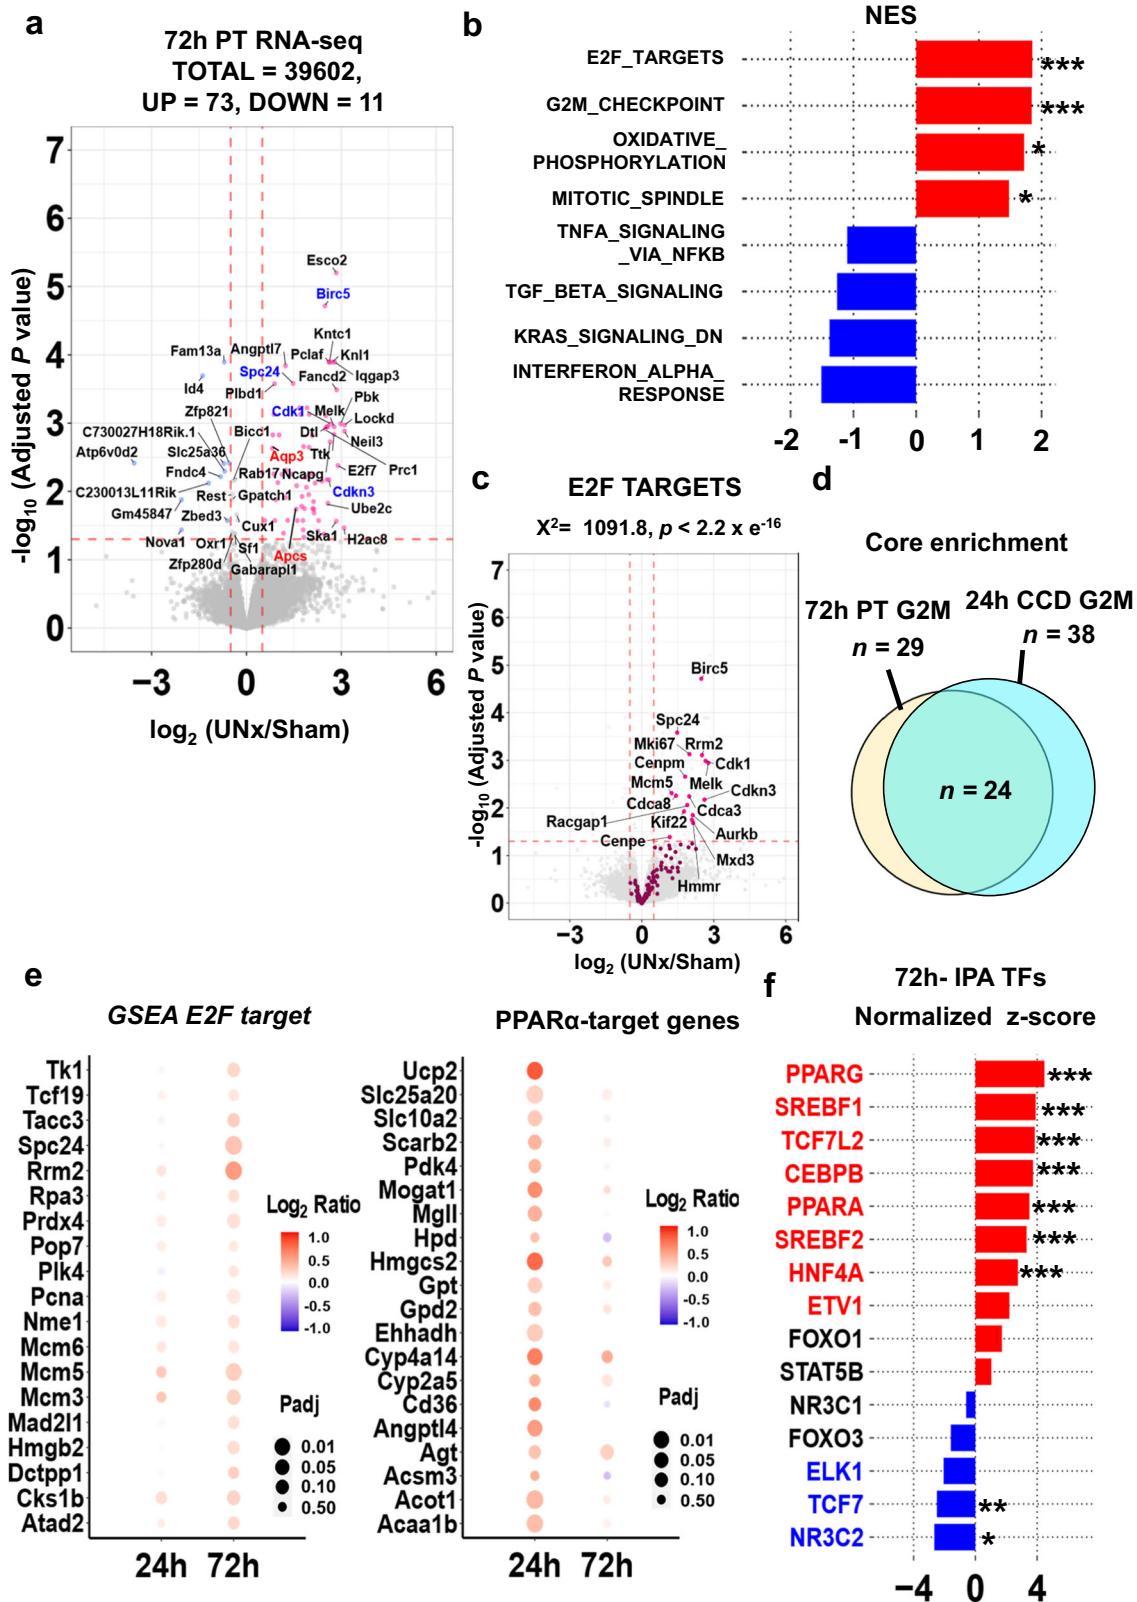 a
72h PT RNA-seq
TOTAL = 39602,
UP = 73, DOWN = 11
-log10 (Adjusted P value)
7
6
5
4
3
2
1
0
Esco2
Birc5
Kntc1
Fam13a
Angptl7
Pclaf
Knl1
Spc24
Iqgap3
Id4
Plbd1
Fancd2
Pbk
Zfp821
Cdk1
Melk
Lockd
C730027H18Rik.1
Bicc1
Dtl
Neil3
Atp6v0d2
Slc25a36
Aqp3
Ttk
Prc1
Fndc4
Rab17
Ncapg
E2f7
C230013L11Rik
Rest
Gpatch1
Cdkn3
Gm45847
Zbed3
Cux1
Ube2c
Nova1
Oxr1
Sf1
Apcs
Ska1
H2ac8
Zfp280d
Gabarapl1
−3 0 3 6
log2 (UNx/Sham)
b
NES
E2F_TARGETS
***
G2M_CHECKPOINT
***
OXIDATIVE_
PHOSPHORYLATION
*
MITOTIC_SPINDLE
*
TNFA_SIGNALING
_VIA_NFKB
TGF_BETA_SIGNALING
KRAS_SIGNALING_DN
INTERFERON_ALPHA_
RESPONSE
-2 -1 0 1 2
c
E2F TARGETS
X2= 1091.8, p < 2.2 x e-16
-log10 (Adjusted P value)
7
6
5
4
3
2
1
0
Birc5
Spc24
Mki67
Rrm2
Cenpm
Cdk1
Mcm5
Melk
Cdkn3
Cdca8
Cdca3
Racgap1
Kif22
Aurkb
Cenpe
Mxd3
Hmmr
−3 0 3 6
log2 (UNx/Sham)
d
Core enrichment
72h PT G2M
n = 29
24h CCD G2M
n = 38
n = 24
e
GSEA E2F target
Tk1
Tcf19
Tacc3
Spc24
Rrm2
Rpa3
Prdx4
Pop7
Plk4
Pcna
Nme1
Mcm6
Mcm5
Mcm3
Mad2l1
Hmgb2
Dctpp1
Cks1b
Atad2
24h 72h
Log2 Ratio
1.0
0.5
0.0
-0.5
-1.0
Padj
0.01
0.05
0.10
0.50
PPARα-target genes
Ucp2
Slc25a20
Slc10a2
Scarb2
Pdk4
Mogat1
Mgll
Hpd
Hmgcs2
Gpt
Gpd2
Ehhadh
Cyp4a14
Cyp2a5
Cd36
Angptl4
Agt
Acsm3
Acot1
Acaa1b
24h 72h
Log2 Ratio
1.0
0.5
0.0
-0.5
-1.0
Padj
0.01
0.05
0.10
0.50
f
72h- IPA TFs
Normalized z-score
PPARG
***
SREBF1
***
TCF7L2
***
CEBPB
***
PPARA
***
SREBF2
***
HNF4A
***
ETV1
FOXO1
STAT5B
NR3C1
FOXO3
ELK1
TCF7
**
NR3C2
*
−4 0 4